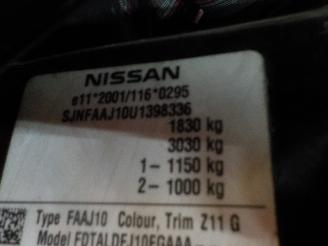 NISSAN
e11*2001/116*0295
SJNFAAJ10U1398336
1830 kg
3030 kg
1- 1150 kg
2- 1000 kg
Type FAAJ10 Colour, Trim Z11 G
Model FDTALDFJ10EGAAA